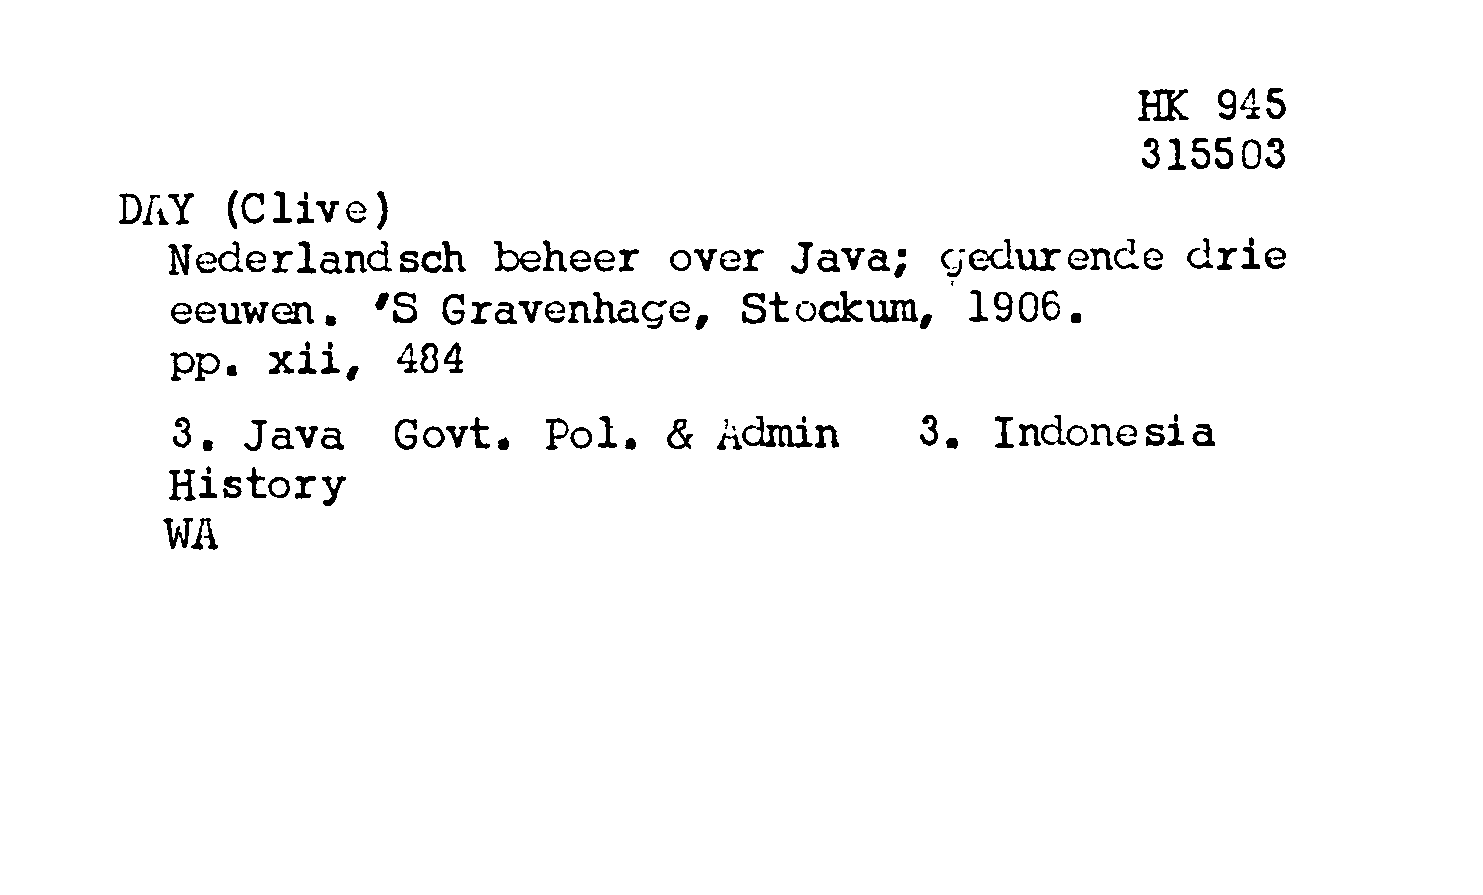 HK 945
315503
DAY (Clive)
Nederlandsch beheer over Java; gedurende drie
eeuwen. 'S Gravenhage, Stockum, 1906.
pp. xii, 484
3. Java Govt. Pol. & Admin 3. Indonesia
History
WA